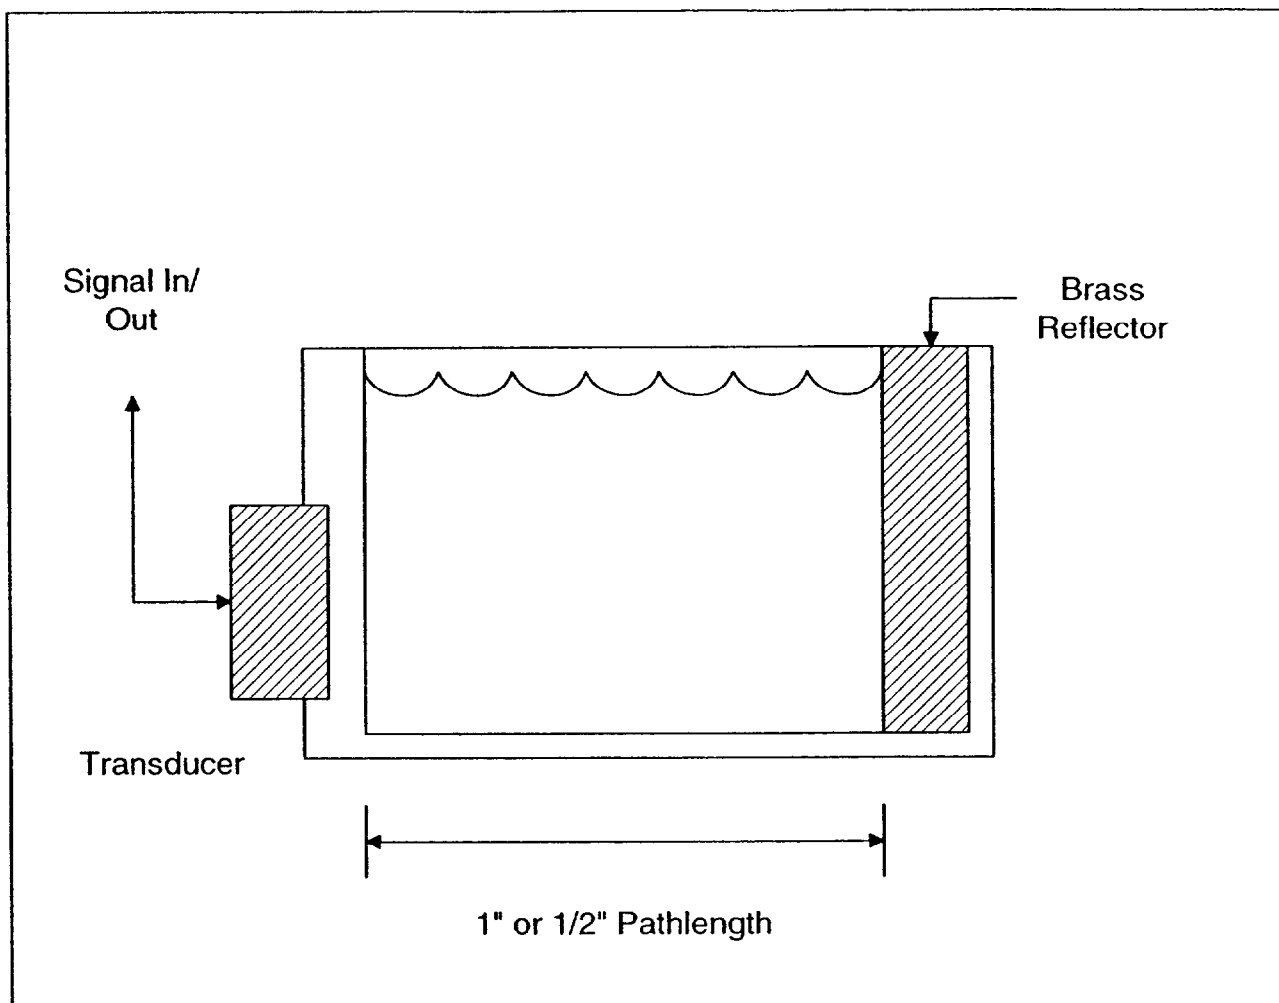 Signal In/
Out
Brass
Reflector
Transducer
1" or 1/2" Pathlength